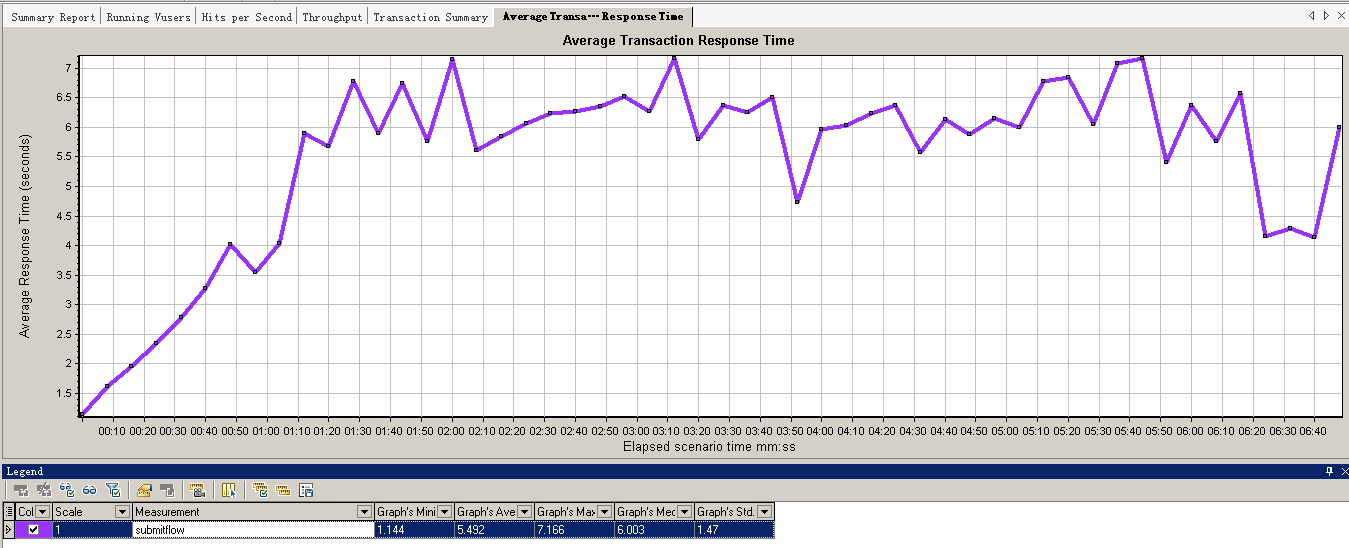 Summary Report Running Vusers Hits per Second Throughput Transaction Summary Average Transa--- Response Time
Average Transaction Response Time
Average Response Time (seconds)
7
6.5
6
5.5
5
4.5
4
3.5
3
2.5
2
1.5
00:10 00:20 00:30 00:40 00:50 01:00 01:10 01:20 01:30 01:40 01:50 02:00 02:10 02:20 02:30 02:40 02:50 03:00 03:10 03:20 03:30 03:40 03:50 04:00 04:10 04:20 04:30 04:40 04:50 05:00 05:10 05:20 05:30 05:40 05:50 06:00 06:10 06:20 06:30 06:40
Elapsed scenario time mm:ss
Legend
Col Scale Measurement Graph's Mini Graph's Ave Graph's Max Graph's Med Graph's Std.
1 submitflow 1.144 5.492 7.166 6.003 1.47